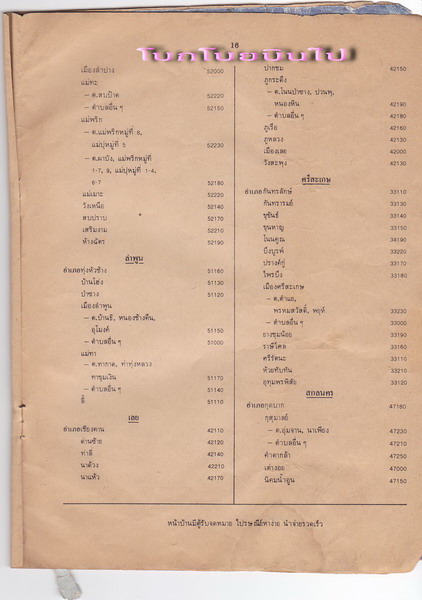 16
โบกโบยบินไป
เมืองลำปาง 52000
แม่ทะ
– ต.สบป้าด 52220
– ตำบลอื่น ๆ 52150
แม่พริก
– ต.แม่พริกหมู่ที่ 8,
แม่ปุหมู่ที่ 5 52230
– ต.ผาปัง, แม่พริกหมู่ที่
1-7, 9, แม่ปุหมู่ที่ 1-4,
6-7 52180
แม่เมาะ 52220
วังเหนือ 52140
สบปราบ 52170
เสริมงาม 52210
ห้างฉัตร 52190
ลำพูน
อำเภอทุ่งหัวช้าง 51160
บ้านโฮ่ง 51130
ป่าซาง 51120
เมืองลำพูน
– ต.บ้านธิ, หนองช้างคืน,
อุโมงค์ 51150
– ตำบลอื่น ๆ 51000
แม่ทา
– ต.ทากาด, ทาทุ่งหลวง
ทาขุมเงิน 51170
– ตำบลอื่น ๆ 51140
ลี้ 51110
เลย
อำเภอเชียงคาน 42110
ด่านซ้าย 42120
ท่าลี่ 42140
นาด้วง 42210
นาแห้ว 42170
ปากชม 42150
ภูกระดึง
– ต.โนนป่าซาง, ปวนพุ,
หนองหิน 42190
– ตำบลอื่น ๆ 42180
ภูเรือ 42160
ภูหลวง 42130
เมืองเลย 42000
วังสะพุง 42130
ศรีสะเกษ
อำเภอกันทรลักษ์ 33110
กันทรารมย์ 33130
ขุขันธ์ 33140
ขุนหาญ 33150
โนนคูณ
บึงบูรพ์ 33220
ปรางค์กู่ 33170
ไพรบึง 33180
เมืองศรีสะเกษ
– ต.ตำแย,
พรหมสวัสดิ์, พยุห์ 33230
– ตำบลอื่น ๆ 33000
ยางชุมน้อย 33190
ราษีไศล 33160
ศรีรัตนะ 33110
ห้วยทับทัน 33210
อุทุมพรพิสัย 33120
สกลนคร
อำเภอกุดบาก 47180
กุสุมาลย์
– ต.อุ่มจาน, นาเพียง 47230
– ตำบลอื่น ๆ 47210
คำตากล้า 47250
เต่างอย 47000
นิคมน้ำอูน
หน้าบ้านมีตู้รับจดหมาย ไปรษณีย์หาง่าย นำจ่ายรวดเร็ว